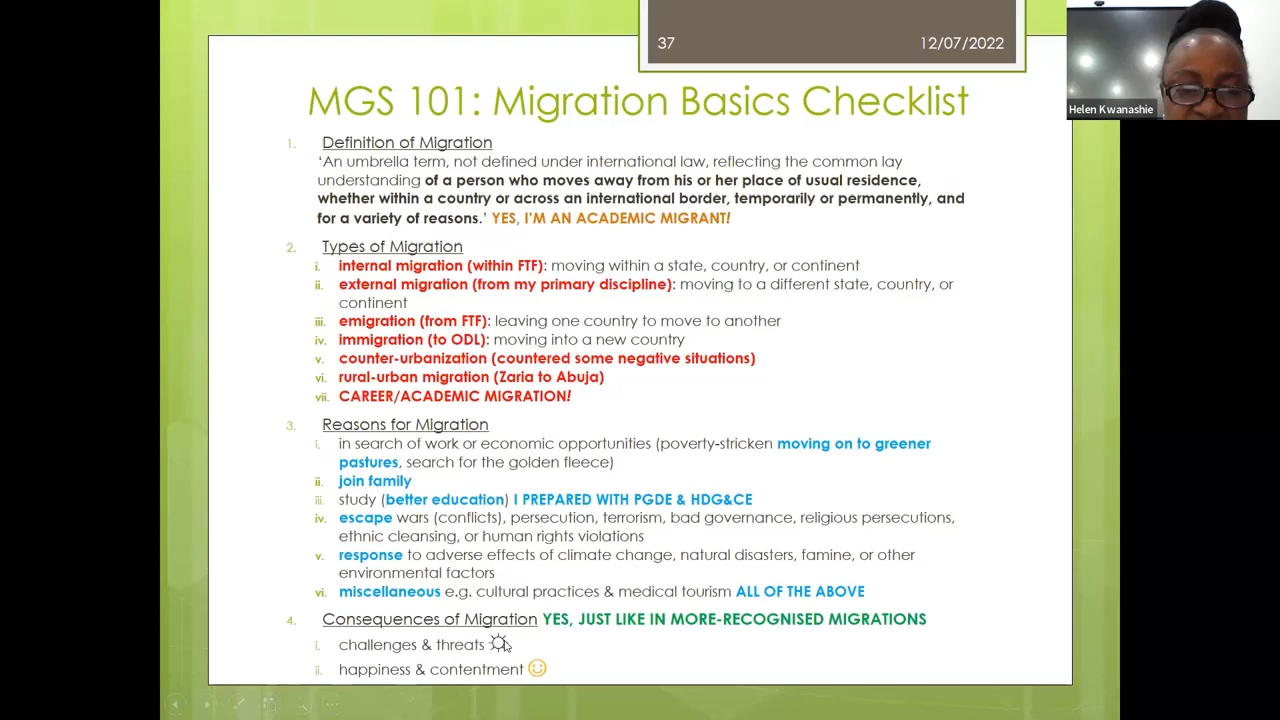 37
12/07/2022
Helen Kwanashie
MGS 101: Migration Basics Checklist
1. Definition of Migration
‘An umbrella term, not defined under international law, reflecting the common lay
understanding of a person who moves away from his or her place of usual residence,
whether within a country or across an international border, temporarily or permanently, and
for a variety of reasons.’ YES, I'M AN ACADEMIC MIGRANT!
2. Types of Migration
i. internal migration (within FTF): moving within a state, country, or continent
ii. external migration (from my primary discipline): moving to a different state, country, or
continent
iii. emigration (from FTF): leaving one country to move to another
iv. immigration (to ODL): moving into a new country
v. counter-urbanization (countered some negative situations)
vi. rural-urban migration (Zaria to Abuja)
vii. CAREER/ACADEMIC MIGRATION!
3. Reasons for Migration
i. in search of work or economic opportunities (poverty-stricken moving on to greener
pastures, search for the golden fleece)
ii. join family
iii. study (better education) I PREPARED WITH PGDE & HDG&CE
iv. escape wars (conflicts), persecution, terrorism, bad governance, religious persecutions,
ethnic cleansing, or human rights violations
v. response to adverse effects of climate change, natural disasters, famine, or other
environmental factors
vi. miscellaneous e.g. cultural practices & medical tourism ALL OF THE ABOVE
4. Consequences of Migration YES, JUST LIKE IN MORE-RECOGNISED MIGRATIONS
i. challenges & threats
ii. happiness & contentment